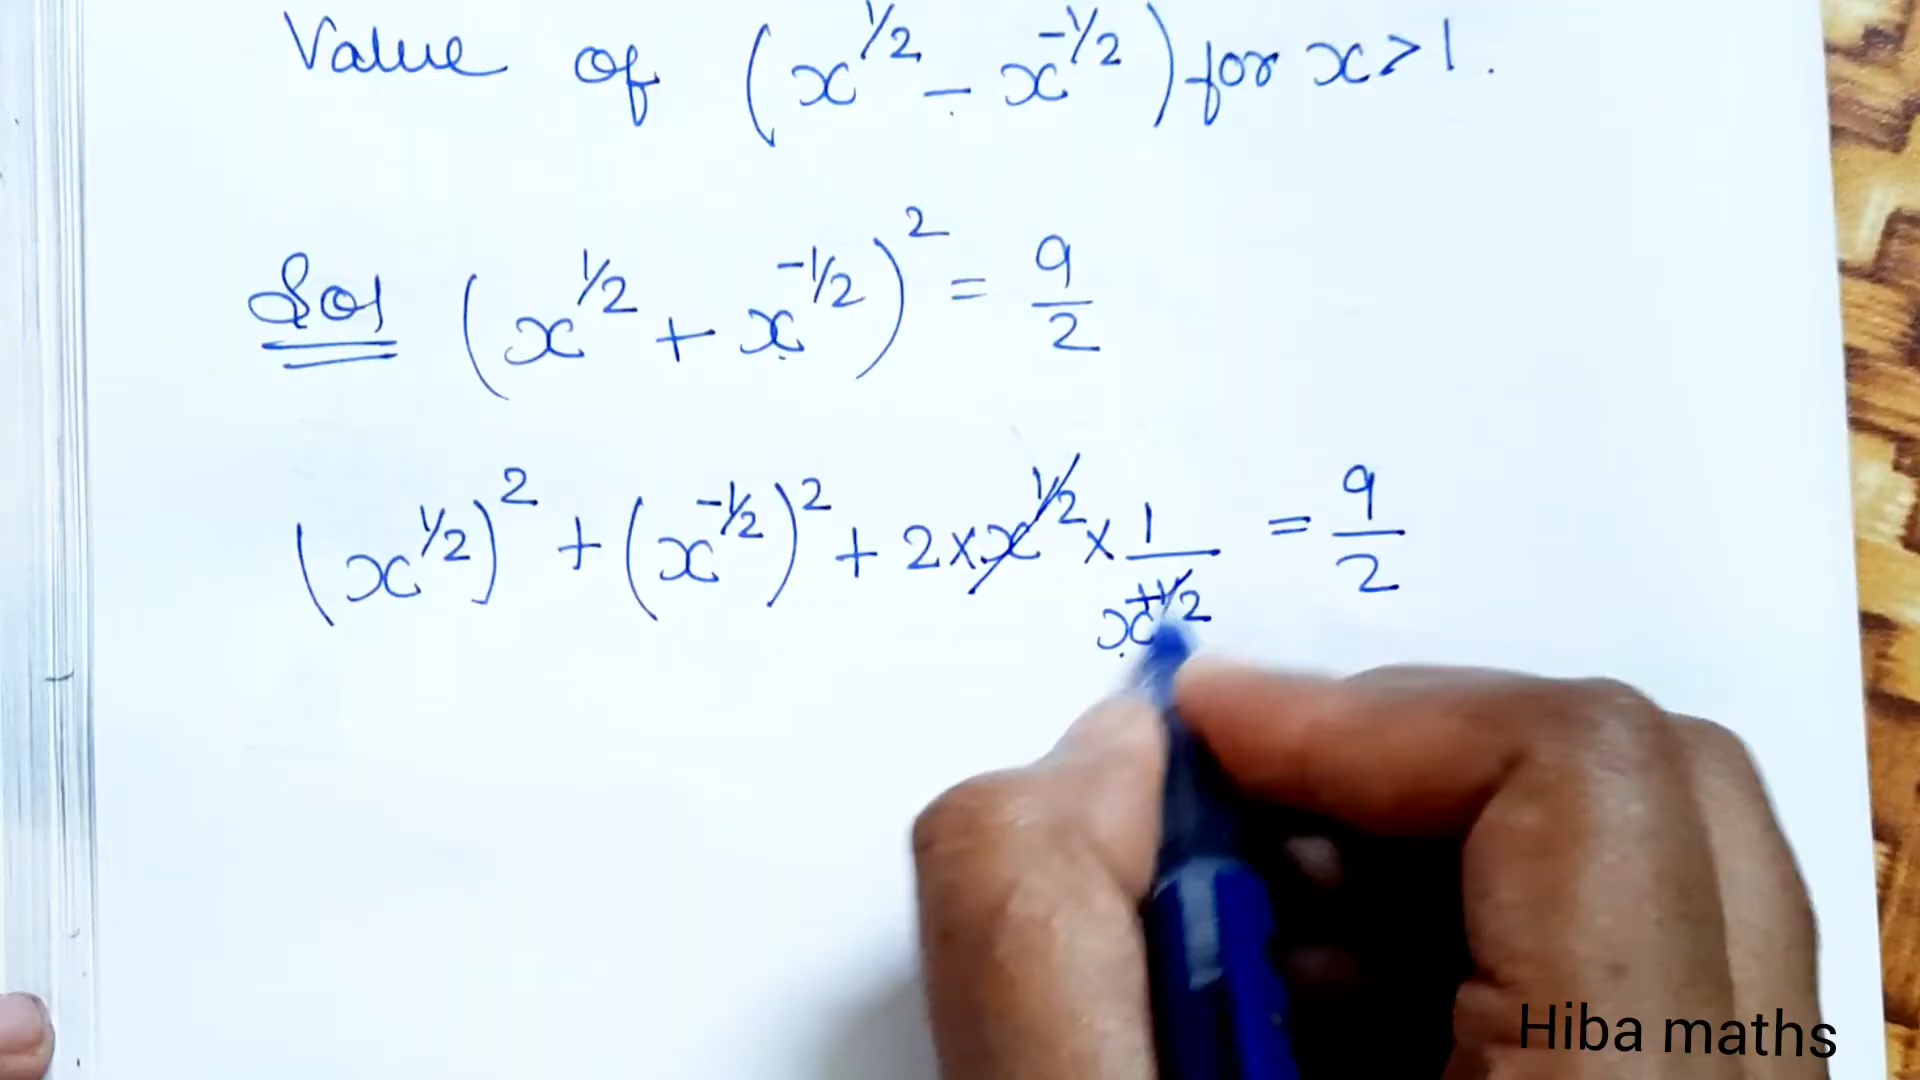 Value of (x^1/2 - x^-1/2) for x>1.
Sol (x^1/2 + x^-1/2)^2 = 9/2
(x^1/2)^2 + (x^-1/2)^2 + 2×x^1/2 × 1/x^+1/2 = 9/2
Hiba maths